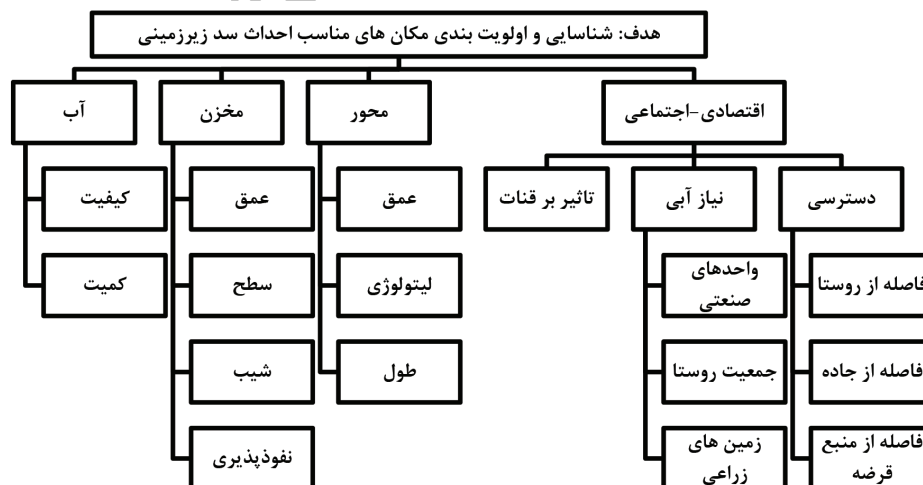 هدف: شناسایی و اولویت بندی مکان های مناسب احداث سد زیرزمینی
اقتصادی-اجتماعی
محور
مخزن
آب
دسترسی
نیاز آبی
تاثیر بر قنات
عمق
عمق
کیفیت
فاصله از روستا
واحدهای
صنعتی
لیتولوژی
سطح
کمیت
فاصله از جاده
جمعیت روستا
طول
شیب
فاصله از منبع
قرضه
زمین های
زراعی
نفوذپذیری